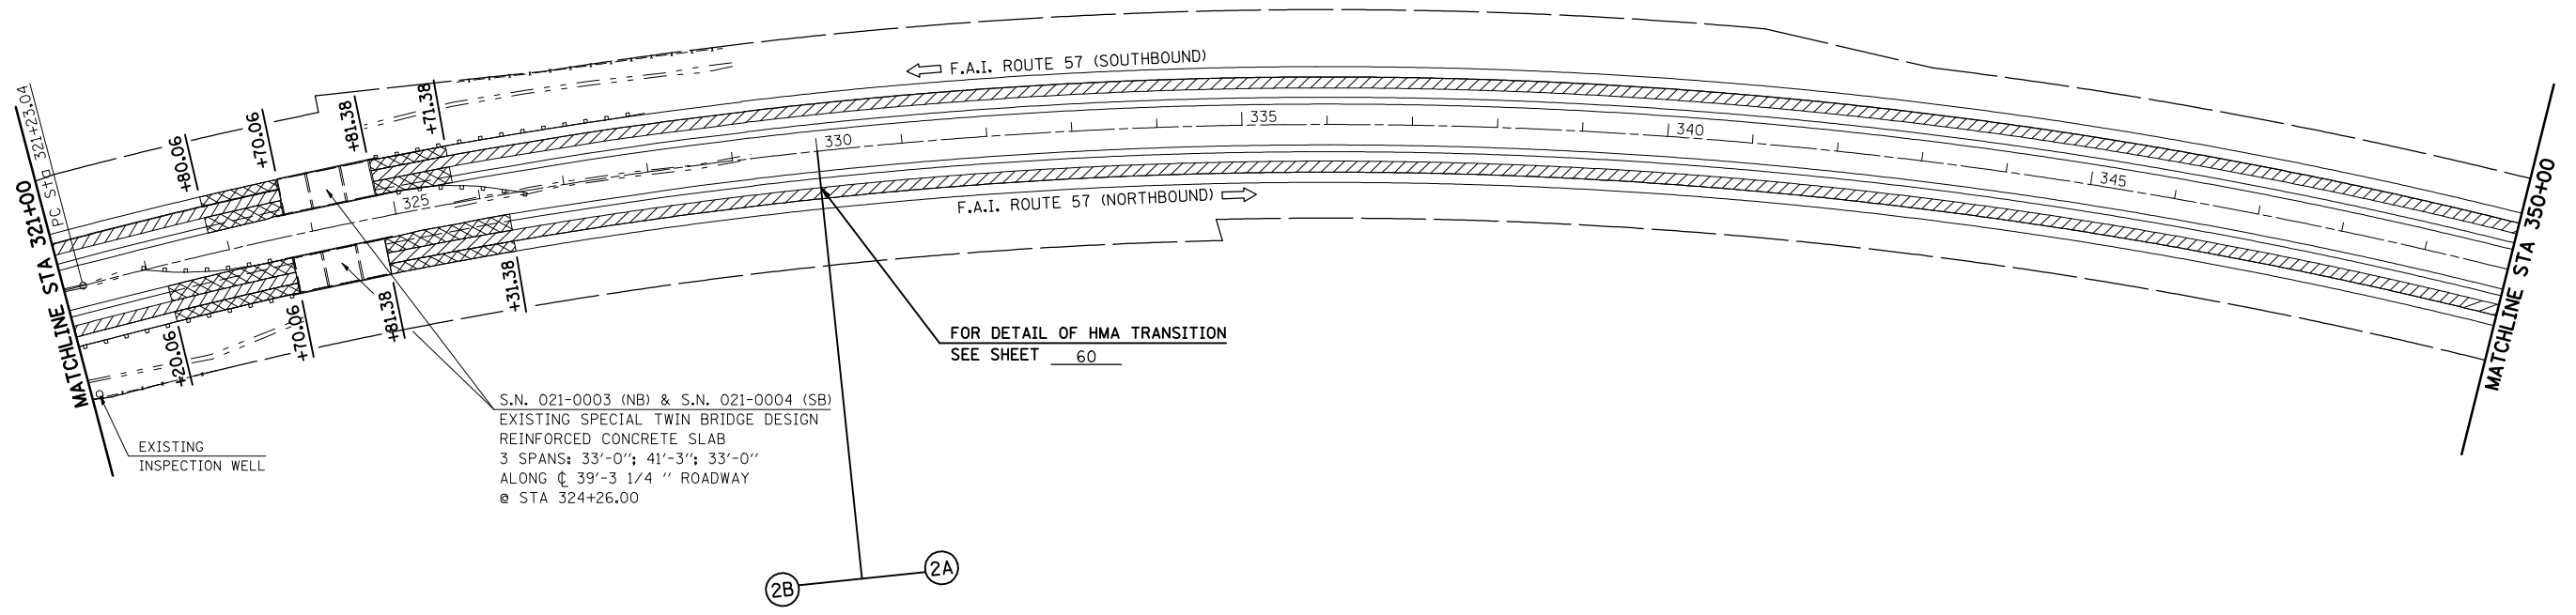 F.A.I. ROUTE 57 (SOUTHBOUND)
MATCHLINE STA 321+00
PC Sta 321+23.04
+80.06
+70.06
+81.38
+71.38
325
330
335
340
345
MATCHLINE STA 350+00
F.A.I. ROUTE 57 (NORTHBOUND)
+20.06
+70.06
+81.38
+31.38
FOR DETAIL OF HMA TRANSITION
SEE SHEET 60
S.N. 021-0003 (NB) & S.N. 021-0004 (SB)
EXISTING SPECIAL TWIN BRIDGE DESIGN
REINFORCED CONCRETE SLAB
3 SPANS: 33'-0"; 41'-3"; 33'-0"
ALONG ℄ 39'-3 1/4 " ROADWAY
@ STA 324+26.00
EXISTING
INSPECTION WELL
2B
2A